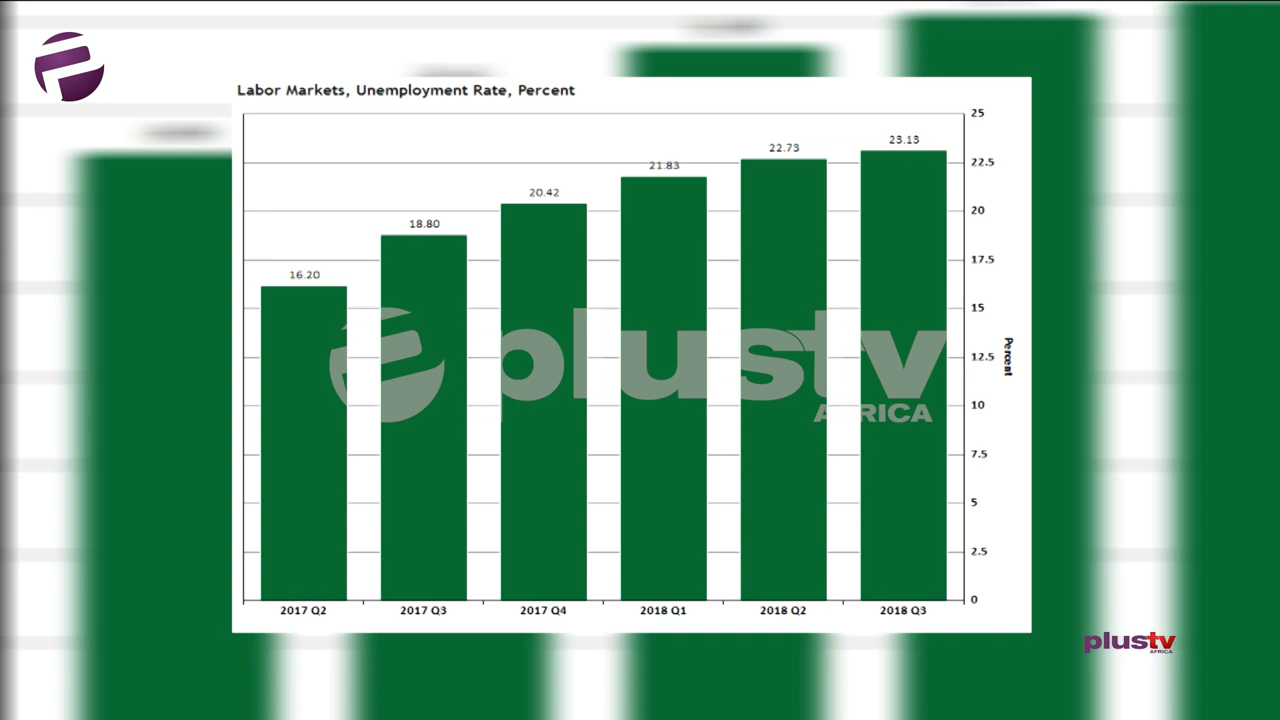 Labor Markets, Unemployment Rate, Percent
25
23.13
22.73
21.83
22.5
20.42
20
18.80
17.5
16.20
15
plustv
12.5
Percent
10
AFRICA
7.5
5
2.5
0
2017 Q2 2017 Q3 2017 Q4 2018 Q1 2018 Q2 2018 Q3
plustv
AFRICA